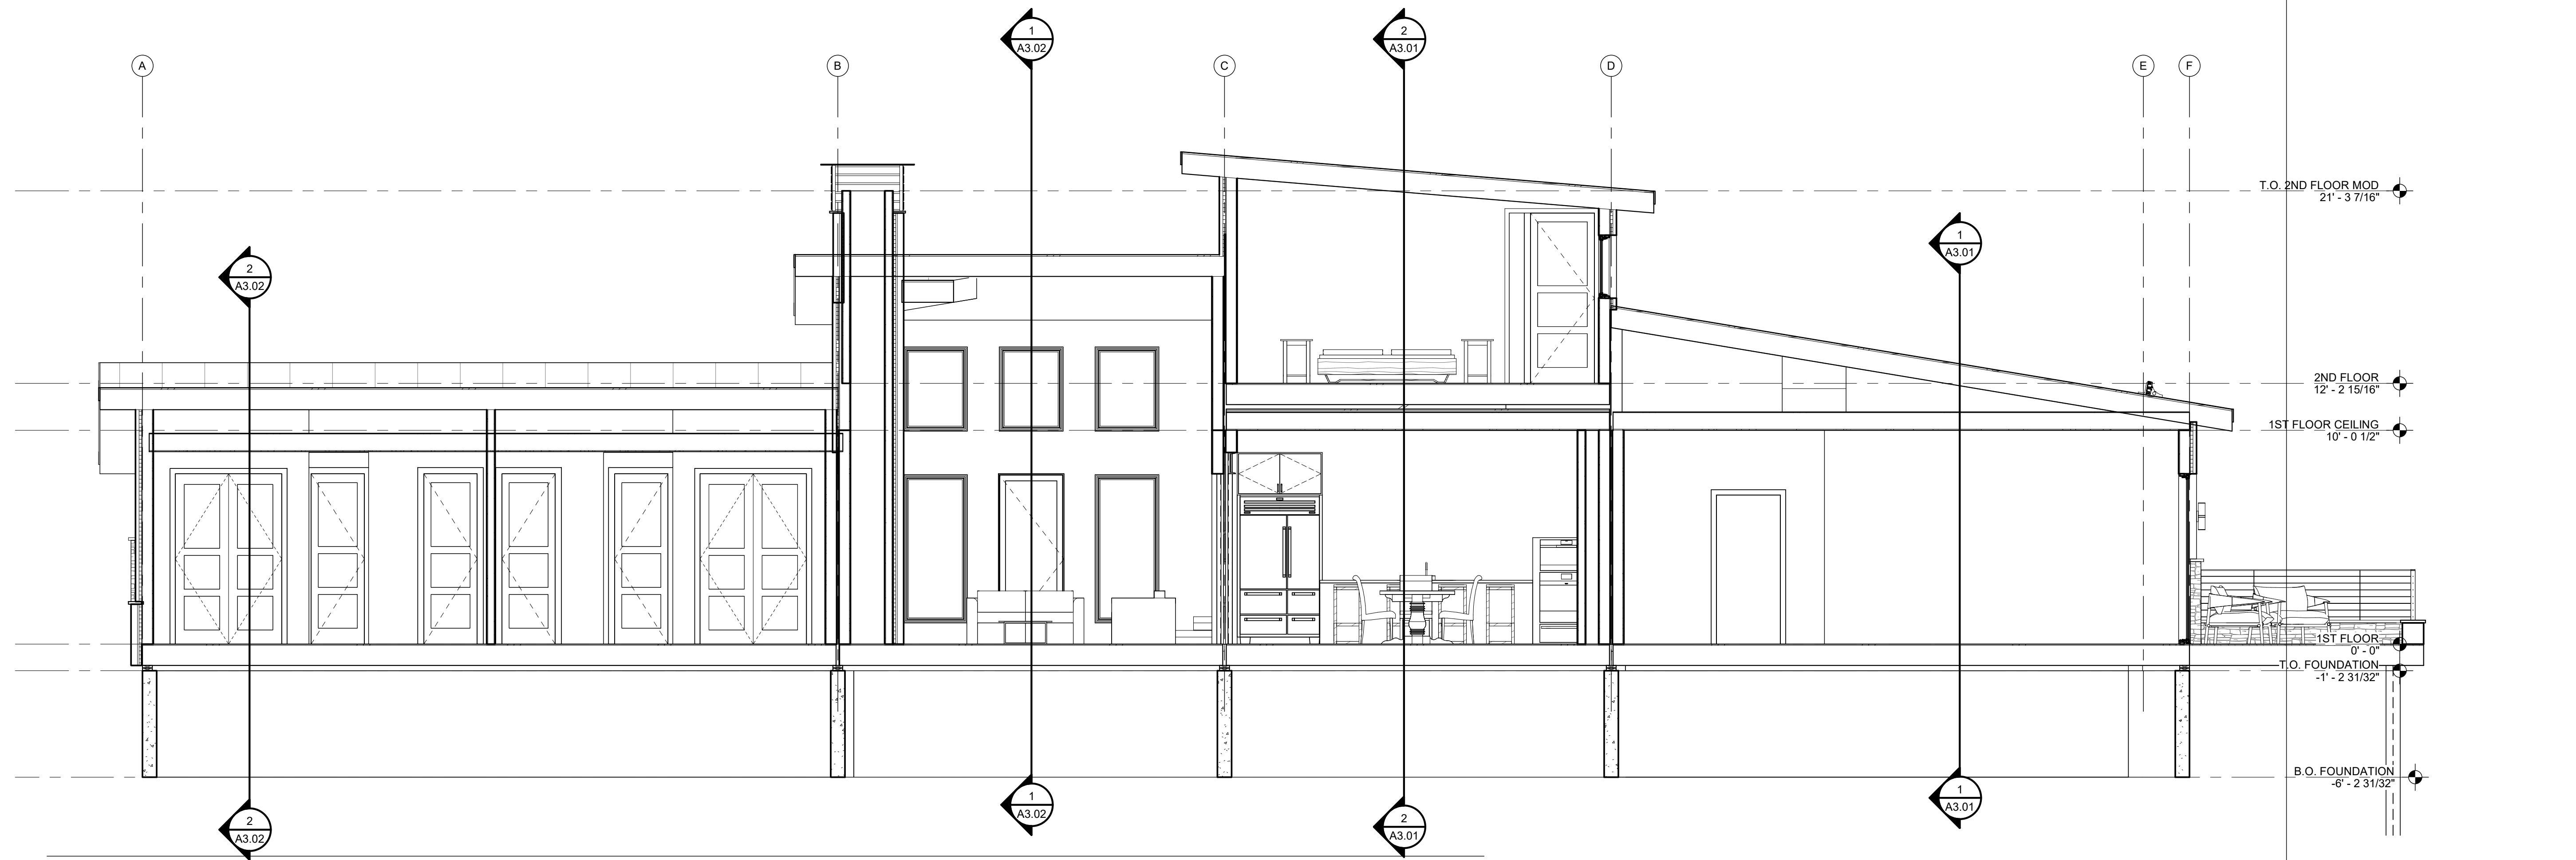 1
A3.02
2
A3.01
A
B
C
D
E
F
T.O. 2ND FLOOR MOD
21' - 3 7/16"
1
A3.01
2
A3.02
2ND FLOOR
12' - 2 15/16"
1ST FLOOR CEILING
10' - 0 1/2"
1ST FLOOR
0' - 0"
T.O. FOUNDATION
-1' - 2 31/32"
B.O. FOUNDATION
-6' - 2 31/32"
1
A3.02
1
A3.01
2
A3.02
2
A3.01